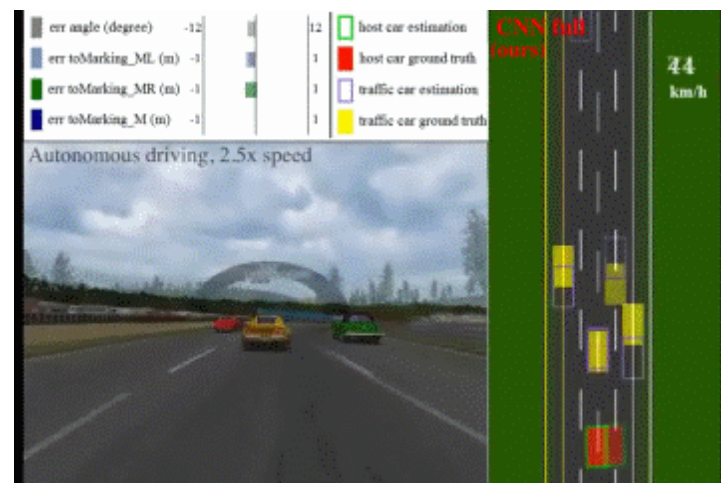 err angle (degree) -12 12
err toMarking_ML (m) -1 1
err toMarking_MR (m) -1 1
err toMarking_M (m) -1 1
host car estimation
host car ground truth
traffic car estimation
traffic car ground truth
CNN full
(ours)
km/h
Autonomous driving, 2.5x speed